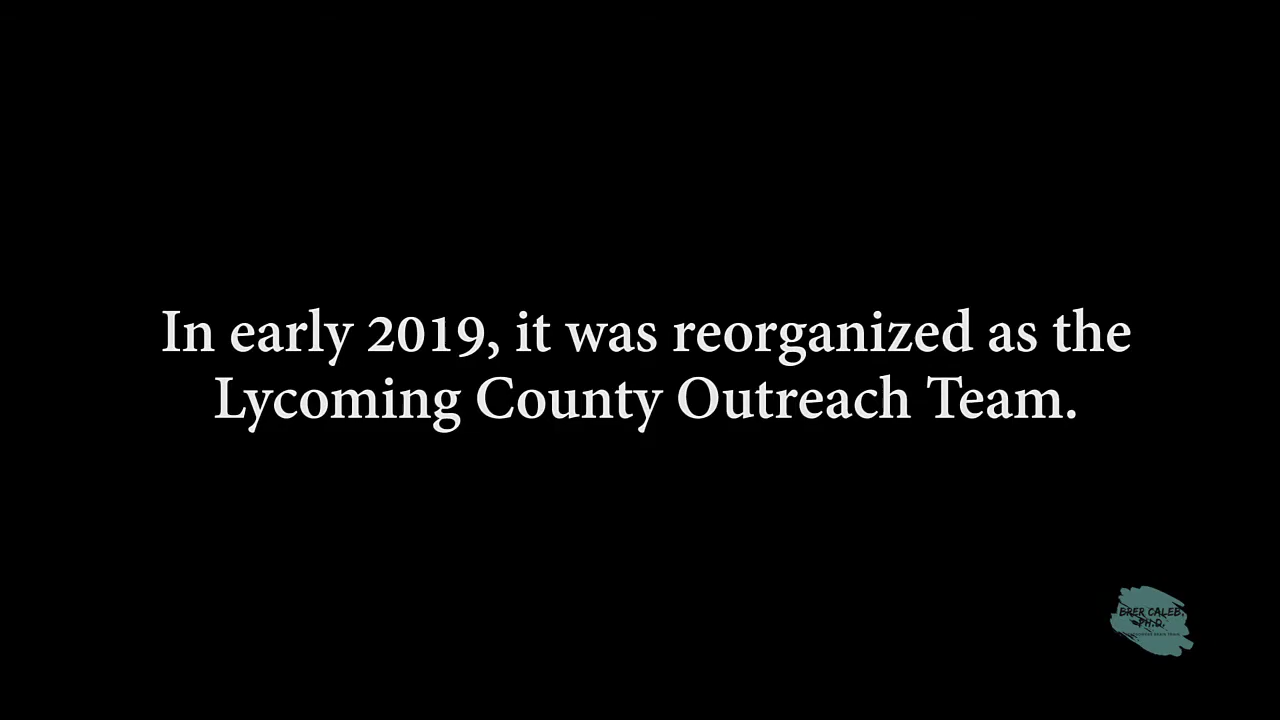 In early 2019, it was reorganized as the
Lycoming County Outreach Team.
BRER CALEB,
PH.D.